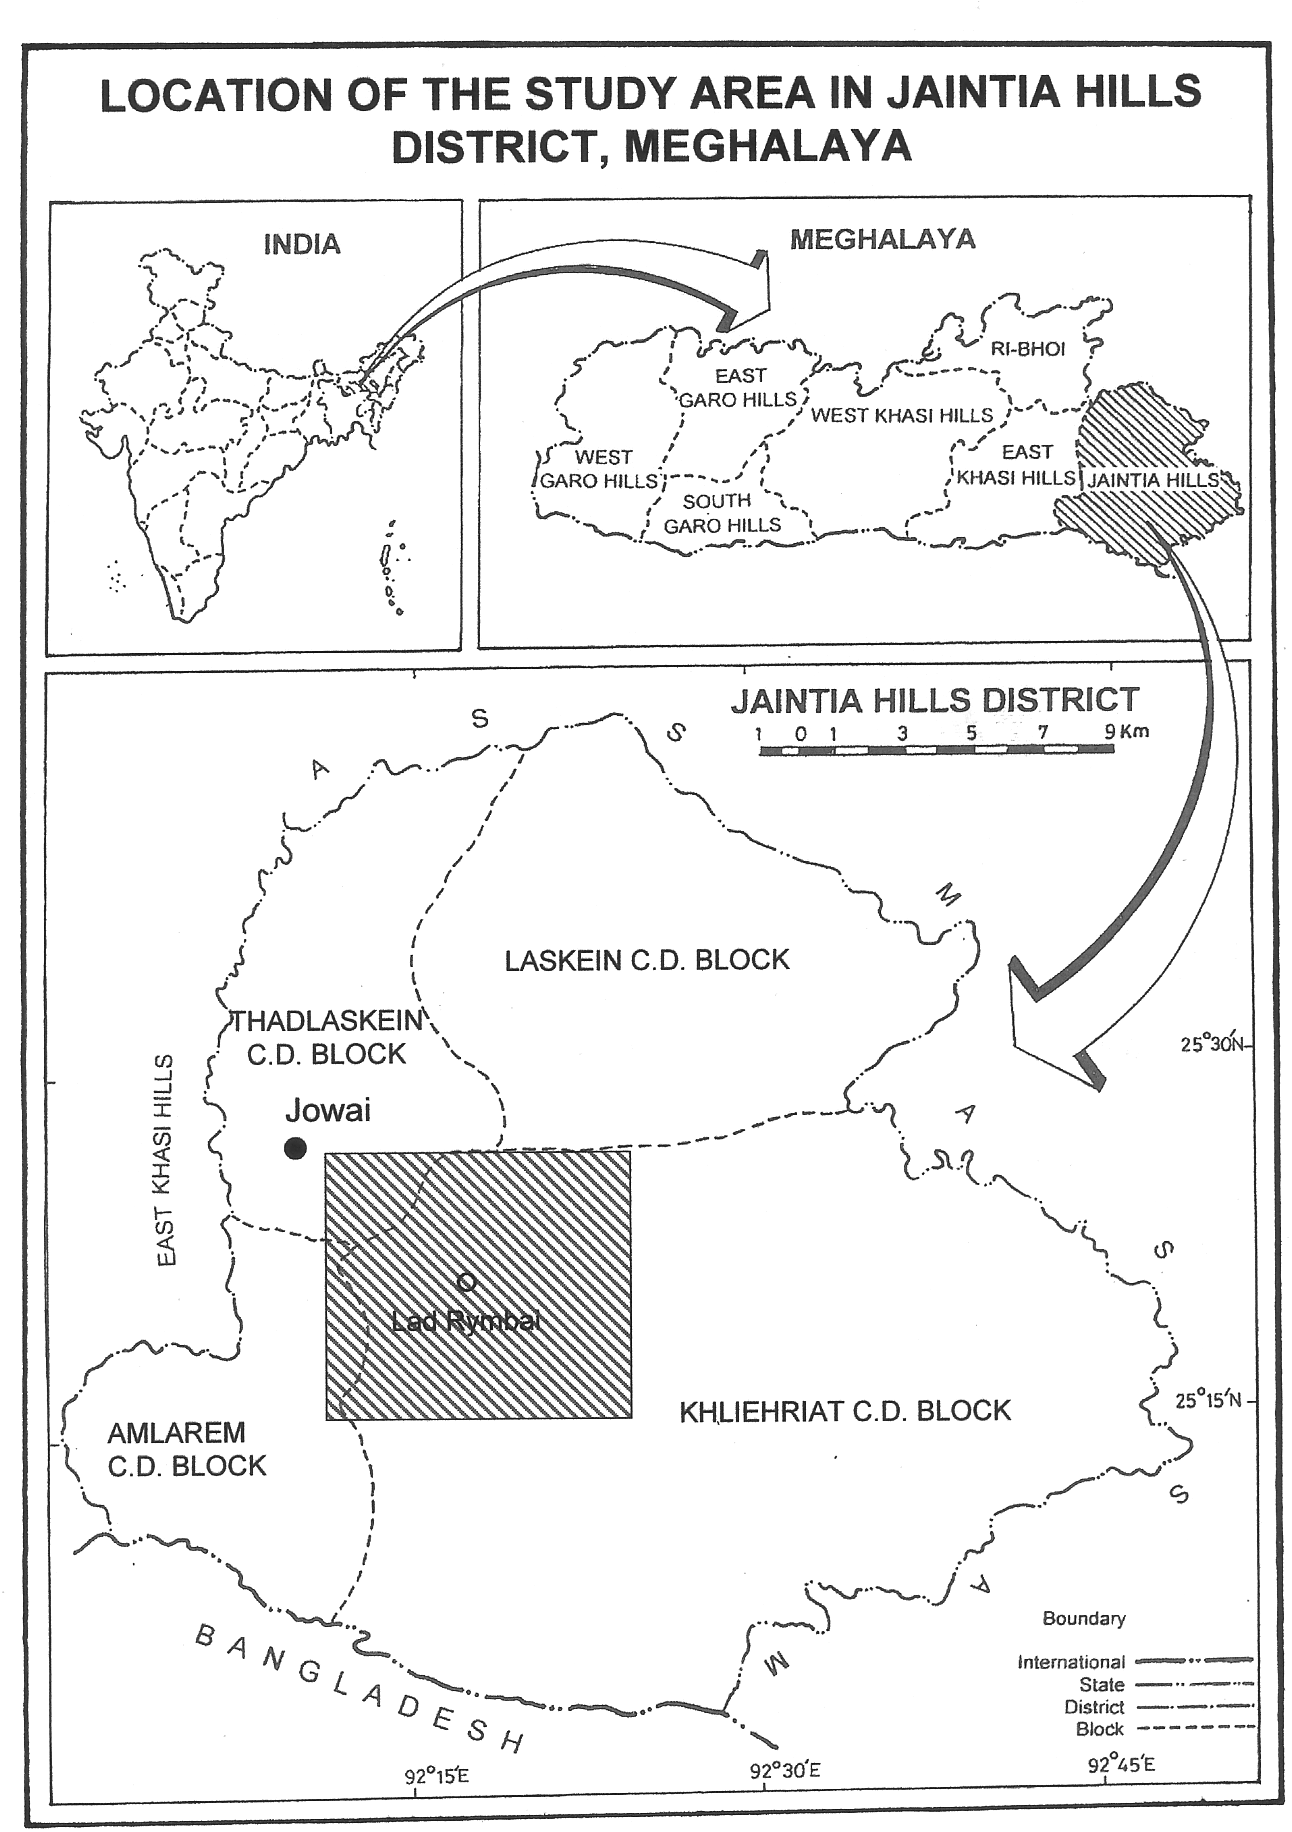 LOCATION OF THE STUDY AREA IN JAINTIA HILLS
DISTRICT, MEGHALAYA
INDIA
MEGHALAYA
RI-BHOI
EAST
GARO HILLS
WEST KHASI HILLS
EAST
KHASI HILLS
JAINTIA HILLS
WEST
GARO HILLS
SOUTH
GARO HILLS
JAINTIA HILLS DISTRICT
1 0 1 3 5 7 9 Km
A S S A M
LASKEIN C.D. BLOCK
THADLASKEIN
C.D. BLOCK
25°30'N
EAST KHASI HILLS
Jowai
A S S A M
Lad Rymbai
25°15'N
KHLIEHRIAT C.D. BLOCK
AMLAREM
C.D. BLOCK
BANGLADESH
Boundary
International
State
District
Block
92°15'E
92°30'E
92°45'E